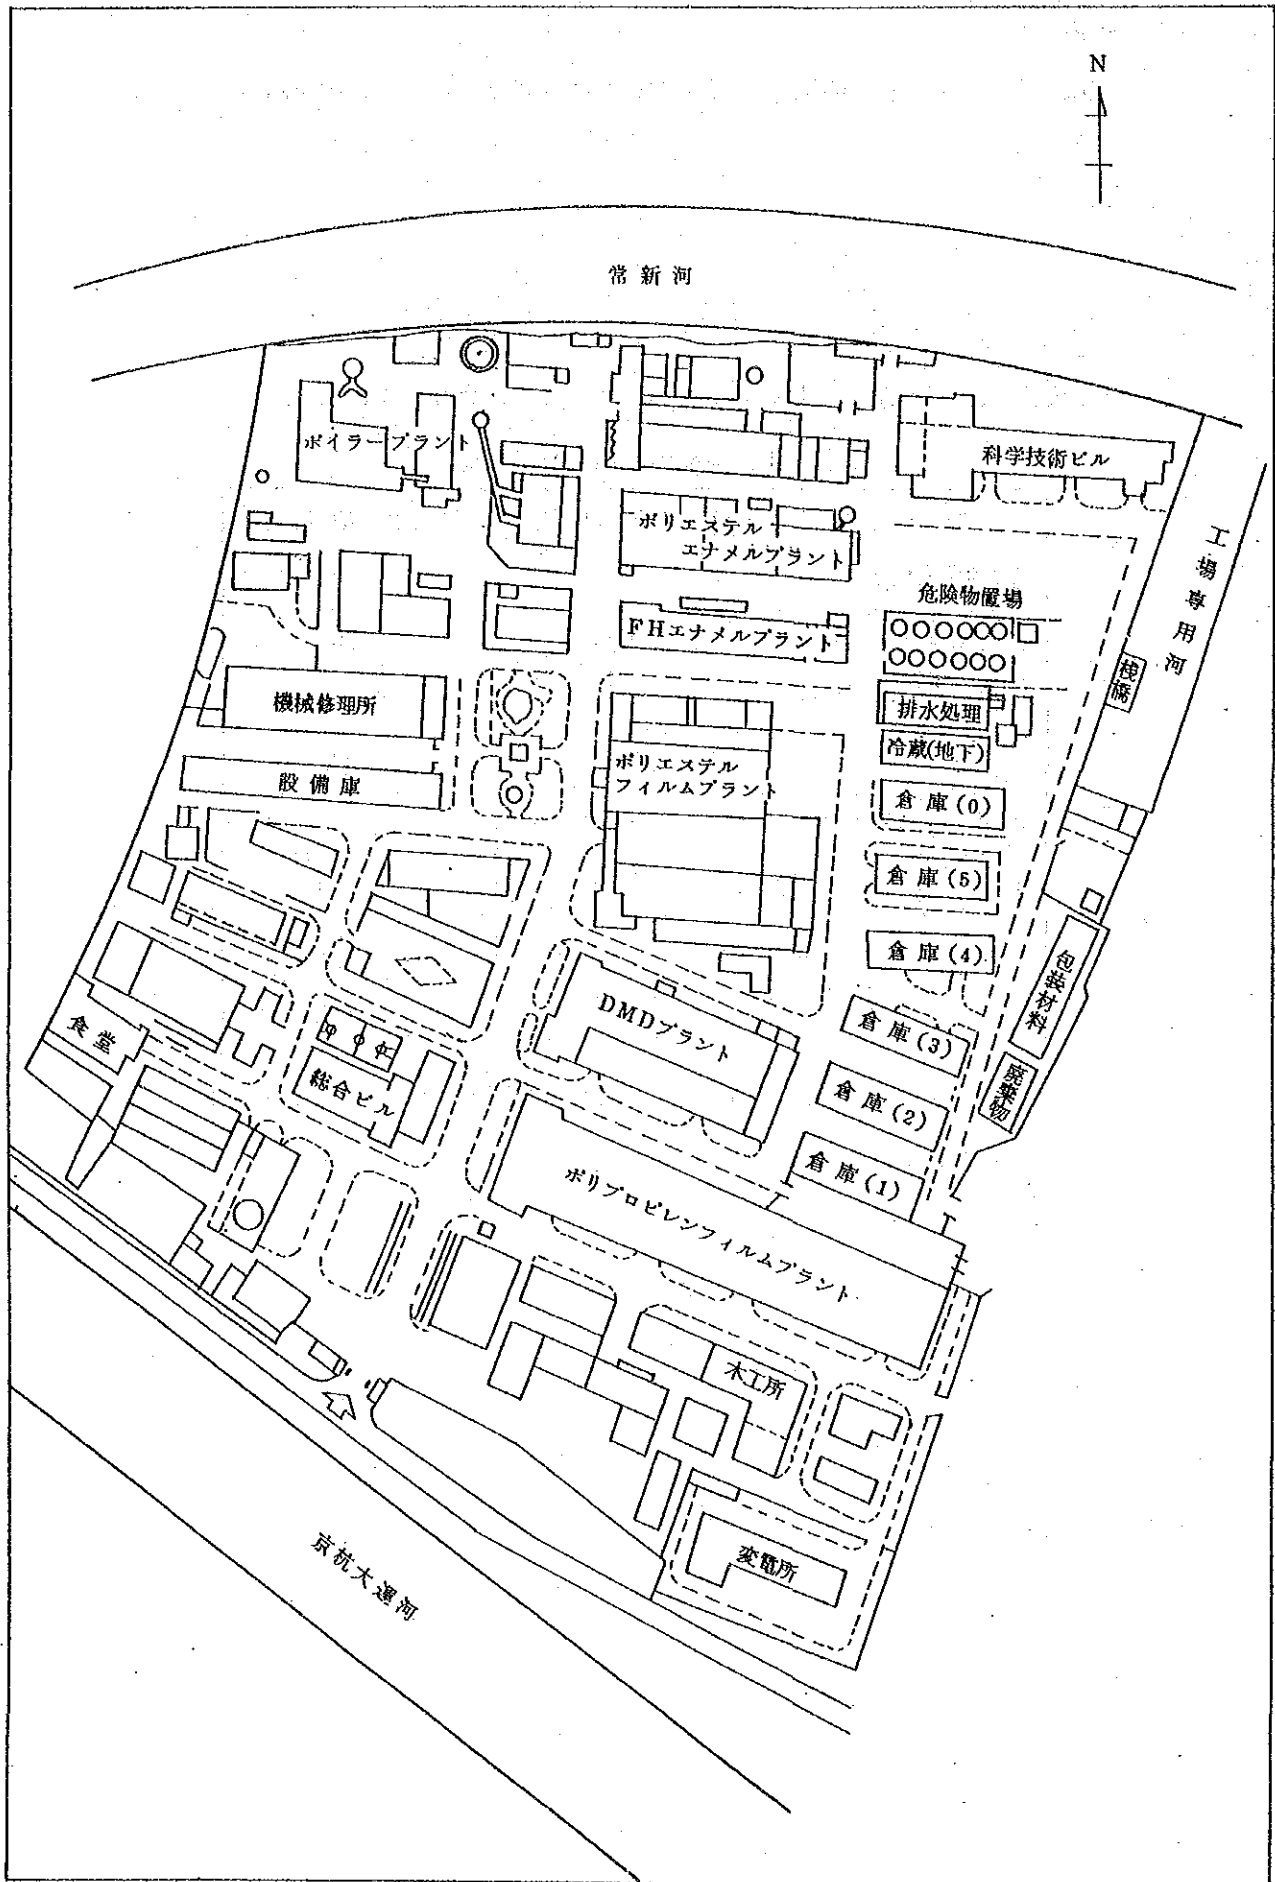 N
常新河
ボイラープラント
科学技術ビル
ポリエステル
エナメルプラント
工場専用河
危険物置場
FHエナメルプラント
桟橋
機械修理所
排水処理
冷蔵(地下)
ポリエステル
フィルムプラント
設備庫
倉庫(0)
倉庫(5)
倉庫(4)
包装材料
DMDプラント
倉庫(3)
食堂
総合ビル
倉庫(2)
廃棄物
倉庫(1)
ポリプロピレンフィルムプラント
木工所
変電所
京杭大運河